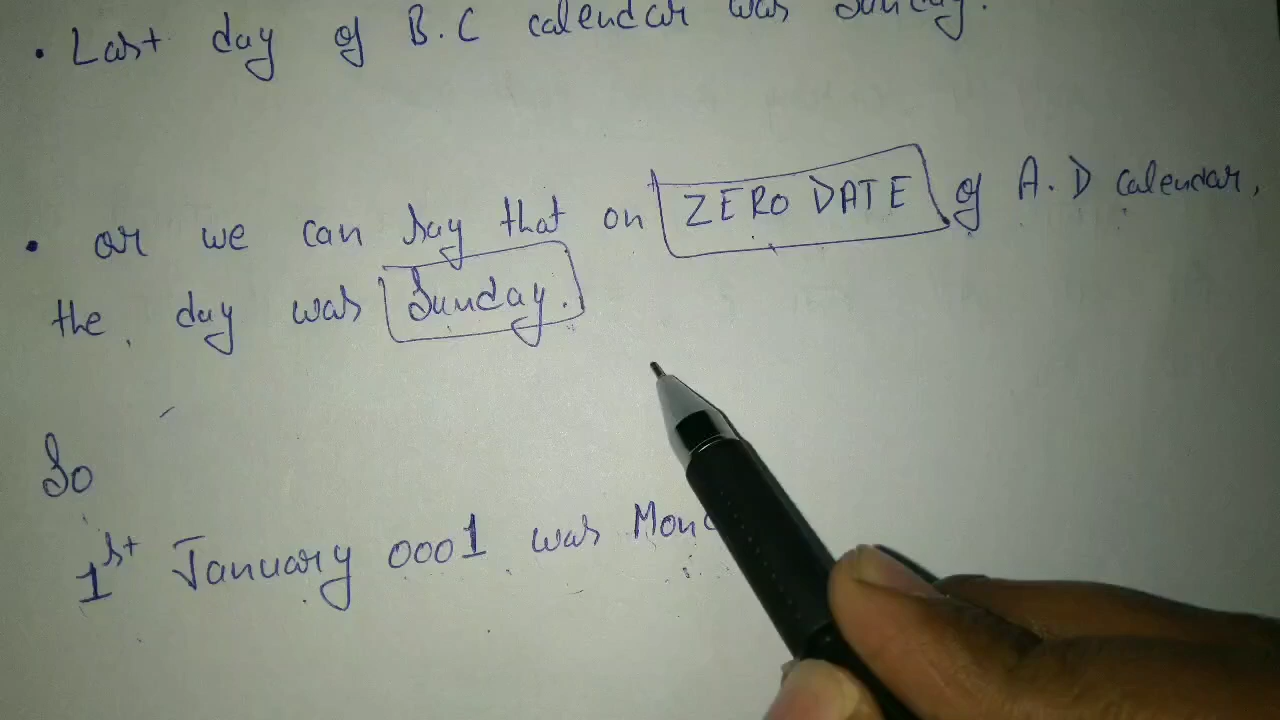 • Last day of B.C calendar was Sunday.
• or we can say that on ZERO DATE of A.D calendar,
the day was Sunday.
So
1st January 0001 was